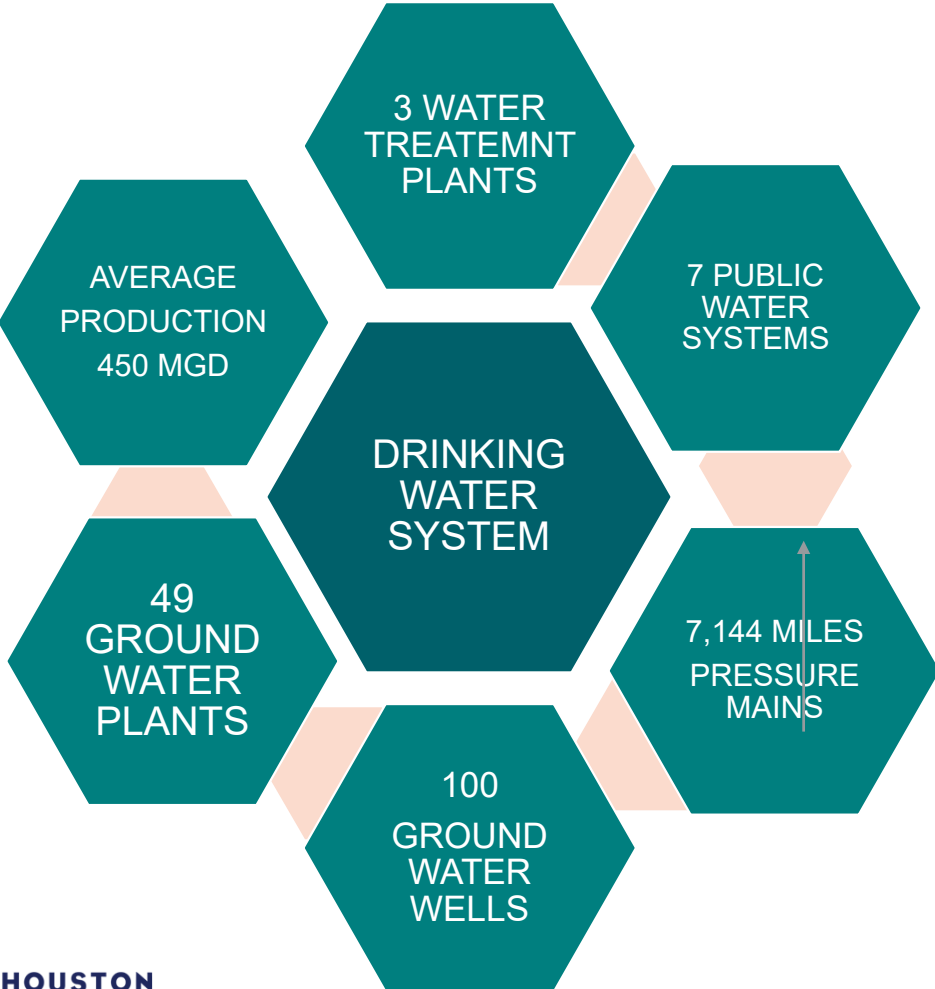 3 WATER
TREATEMNT
PLANTS
7 PUBLIC
WATER
SYSTEMS
7,144 MILES
PRESSURE
MAINS
100
GROUND
WATER
WELLS
49
GROUND
WATER
PLANTS
AVERAGE
PRODUCTION
450 MGD
DRINKING
WATER
SYSTEM
HOUSTON